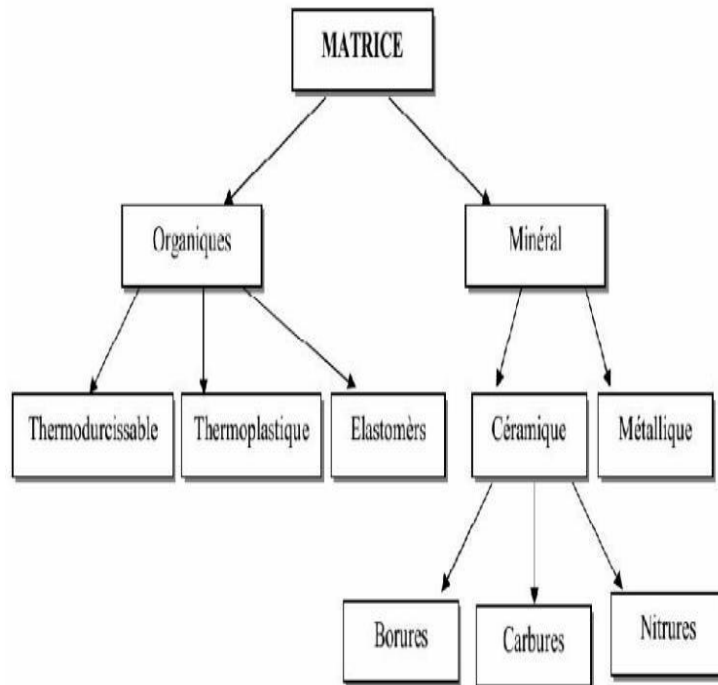 MATRICE
Organiques
Minéral
Thermodurcissable
Thermoplastique
Elastomèrs
Céramique
Métallique
Borures
Carbures
Nitrures